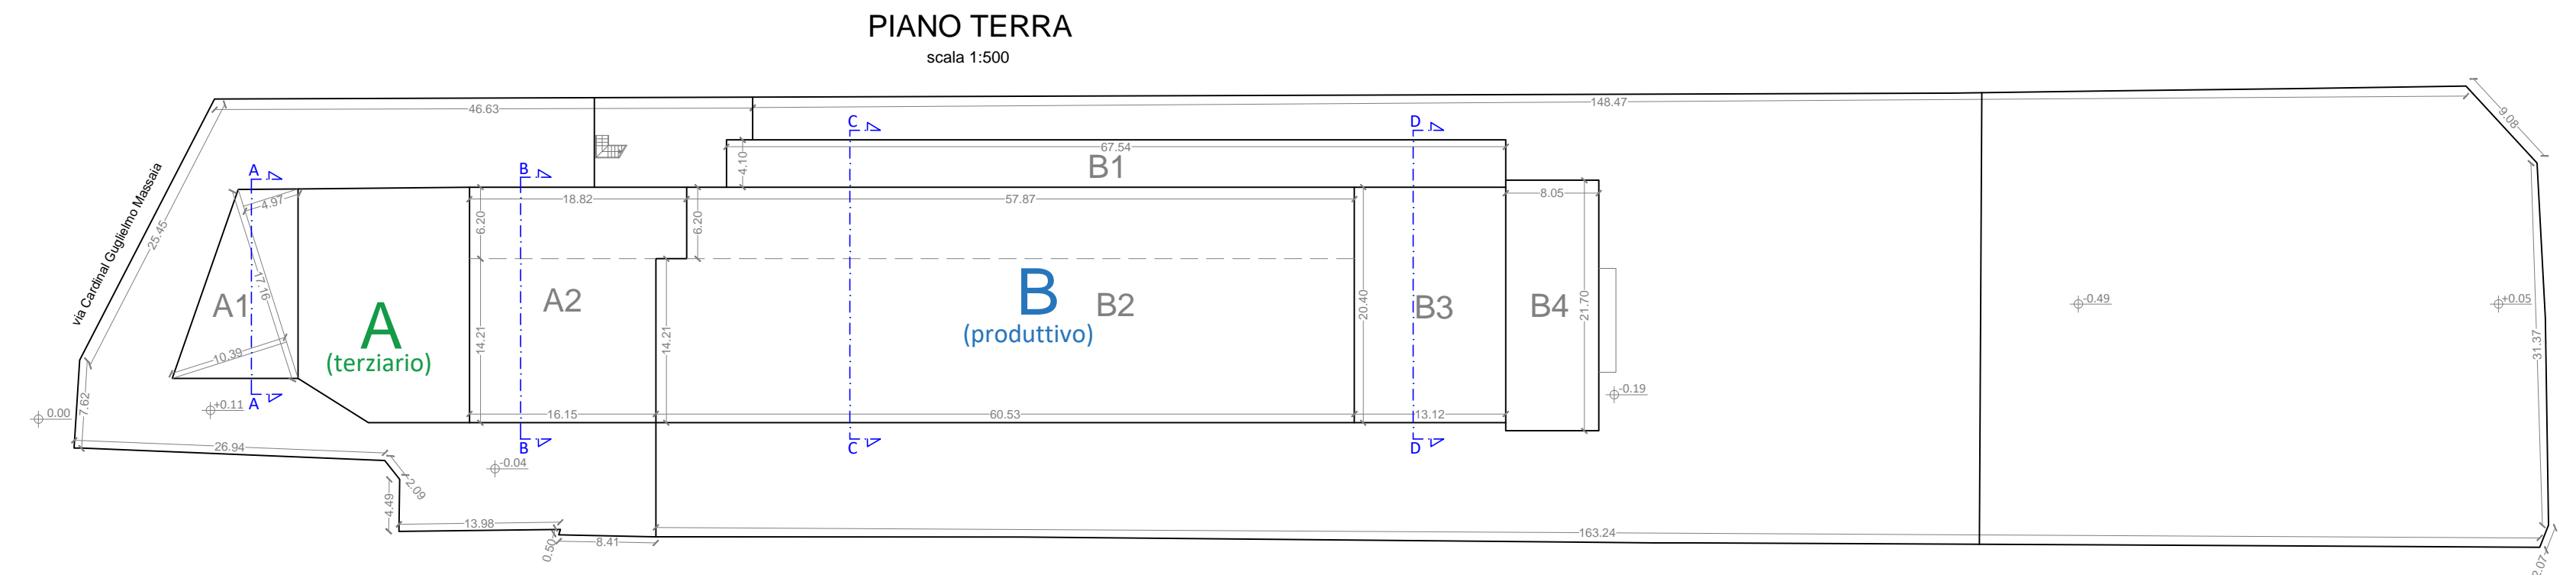 PIANO TERRA
scala 1:500
46.63
148.47
9.08
C
D
67.54
4.10
B1
via Cardinal Guglielmo Massaia
25.45
A
B
4.97
18.82
57.87
8.05
6.20
6.20
17.16
A1
A
(terziario)
A2
B
(produttivo)
B2
20.40
B3
B4
21.70
-0.49
+0.05
31.37
14.21
14.21
10.39
-0.19
7.62
0.00
+0.11
A
16.15
60.53
13.12
26.94
B
C
D
-0.04
2.09
4.49
13.98
0.50
8.41
163.24
2.07